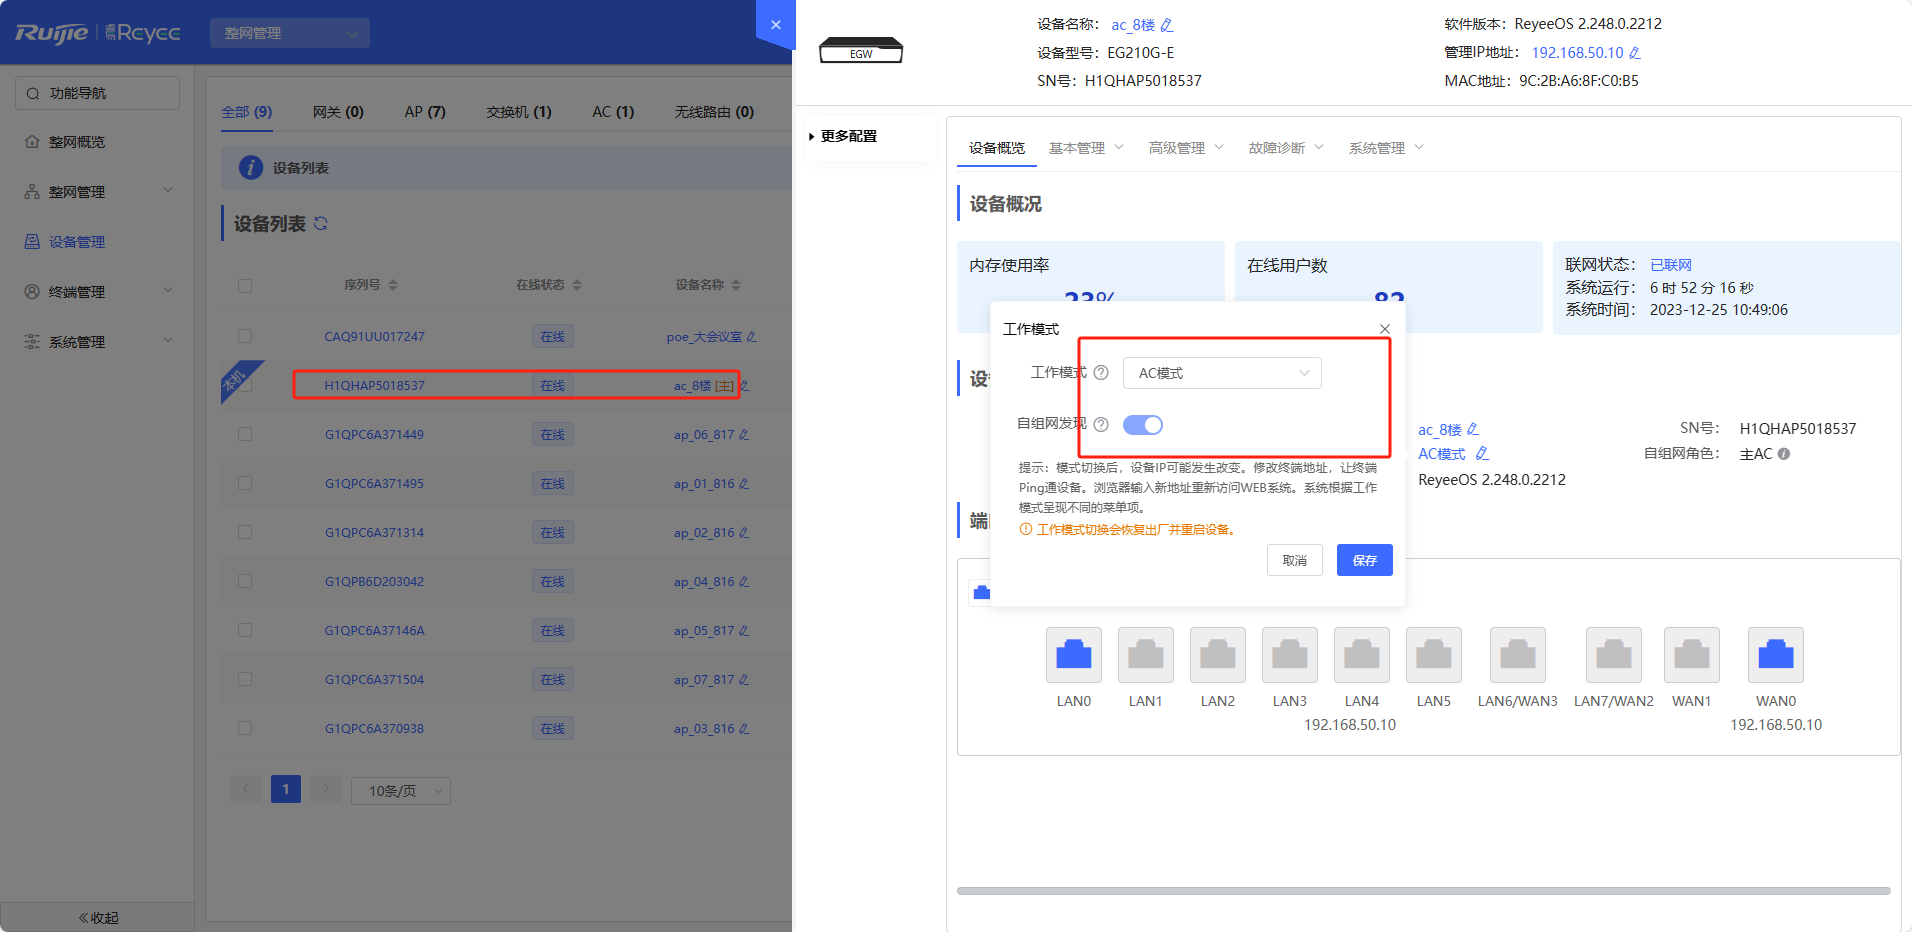 Ruijie | 睿易 Reyee
整网管理
功能导航
整网概览
整网管理
设备管理
终端管理
系统管理
收起
全部 (9)
网关 (0)
AP (7)
交换机 (1)
AC (1)
无线路由 (0)
设备列表
设备列表
序列号
在线状态
设备名称
CAQ91UU017247
在线
poe_大会议室
本机
H1QHAP5018537
在线
ac_8楼 [主]
G1QPC6A371449
在线
ap_06_817
G1QPC6A371495
在线
ap_01_816
G1QPC6A371314
在线
ap_02_816
G1QPB6D203042
在线
ap_04_816
G1QPC6A37146A
在线
ap_05_817
G1QPC6A371504
在线
ap_07_817
G1QPC6A370938
在线
ap_03_816
1
10条/页
EGW
设备名称： ac_8楼
设备型号：EG210G-E
SN号：H1QHAP5018537
软件版本：ReyeeOS 2.248.0.2212
管理IP地址： 192.168.50.10
MAC地址：9C:2B:A6:8F:C0:B5
更多配置
设备概览
基本管理
高级管理
故障诊断
系统管理
设备概况
内存使用率
23%
在线用户数
82
联网状态： 已联网
系统运行： 6 时 52 分 16 秒
系统时间： 2023-12-25 10:49:06
设
ac_8楼
AC模式
ReyeeOS 2.248.0.2212
SN号： H1QHAP5018537
自组网角色： 主AC
工作模式
工作模式
AC模式
自组网发现
提示：模式切换后，设备IP可能发生改变。修改终端地址，让终端
Ping通设备。浏览器输入新地址重新访问WEB系统。系统根据工作
模式呈现不同的菜单项。
工作模式切换会恢复出厂并重启设备。
取消
保存
端
LAN0
LAN1
LAN2
LAN3
LAN4
LAN5
LAN6/WAN3
LAN7/WAN2
WAN1
WAN0
192.168.50.10
192.168.50.10